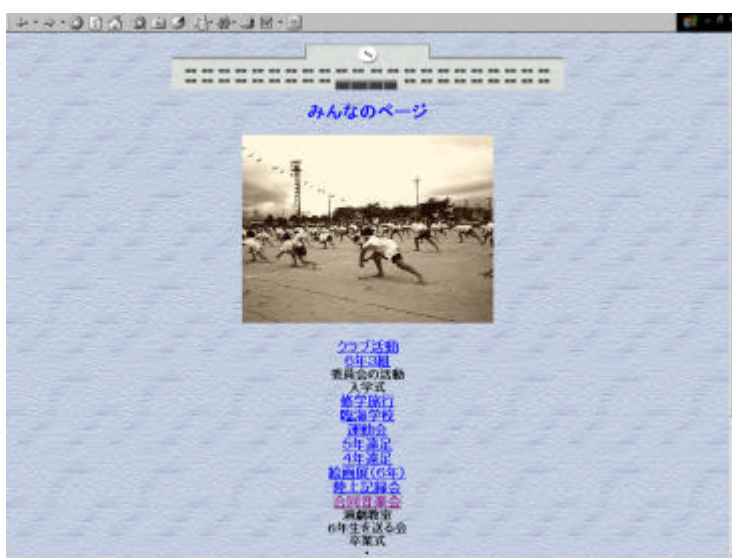 みんなのページ
クラブ活動
6年3組
委員会の活動
入学式
修学旅行
臨海学校
運動会
5年遠足
4年遠足
絵画展(6年)
陸上記録会
合同音楽会
演劇教室
6年生を送る会
卒業式